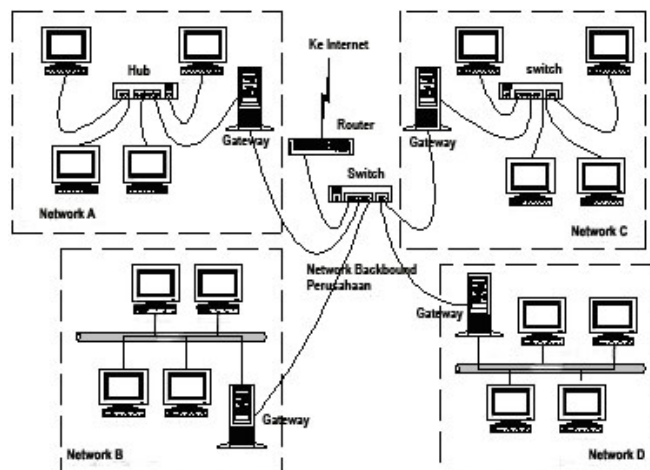 Hub
Gateway
Network A
Ke Internet
Router
Switch
switch
Gateway
Network C
Network Backbound
Perusahaan
Gateway
Network B
Gateway
Network D